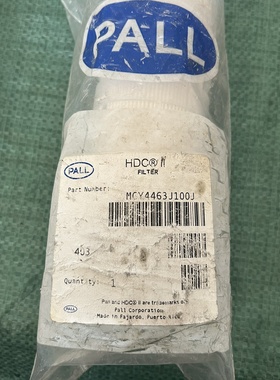 PALL
PALL
HDC® II
FILTER
Part Number:
MCY4463J100J
403
Quantity: 1
Pall and HDC® II are trademarks of
Pall Corporation
PALL
Made in Fajardo, Puerto Rico